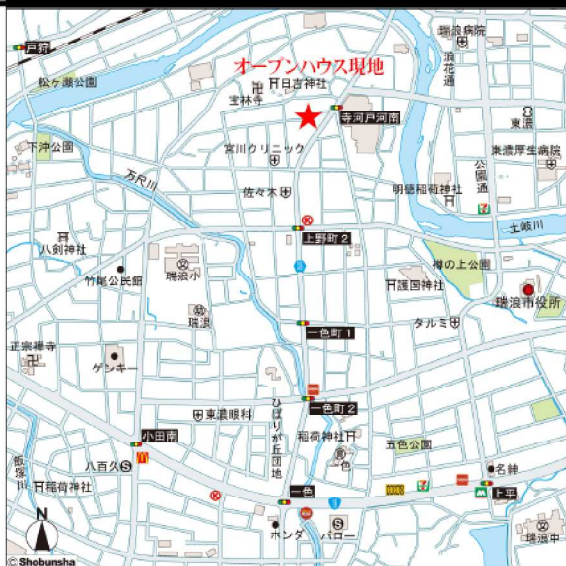 戸狩
瑞浪病院
浪花通
オープンハウス現地
松ヶ瀬公園
日吉神社
宝林寺
寺河戸河南
東濃
下沖公園
宮川クリニック
東濃厚生病院
万尺川
公園通
佐々木
明徳稲荷神社
土岐川
八剣神社
上野町2
樽の上公園
竹尾公民館
瑞浪小
護国神社
瑞浪市役所
瑞浪
タルミ
一色町1
正宗禅寺
ゲンキー
ひばりが丘団地
一色町2
東濃眼科
小田南
稲荷神社
五色公園
一色
八百久
飯塚川
稲荷神社
名鉄
一色
上平
N
ホンダ
バロー
瑞浪中
©Shobunsha